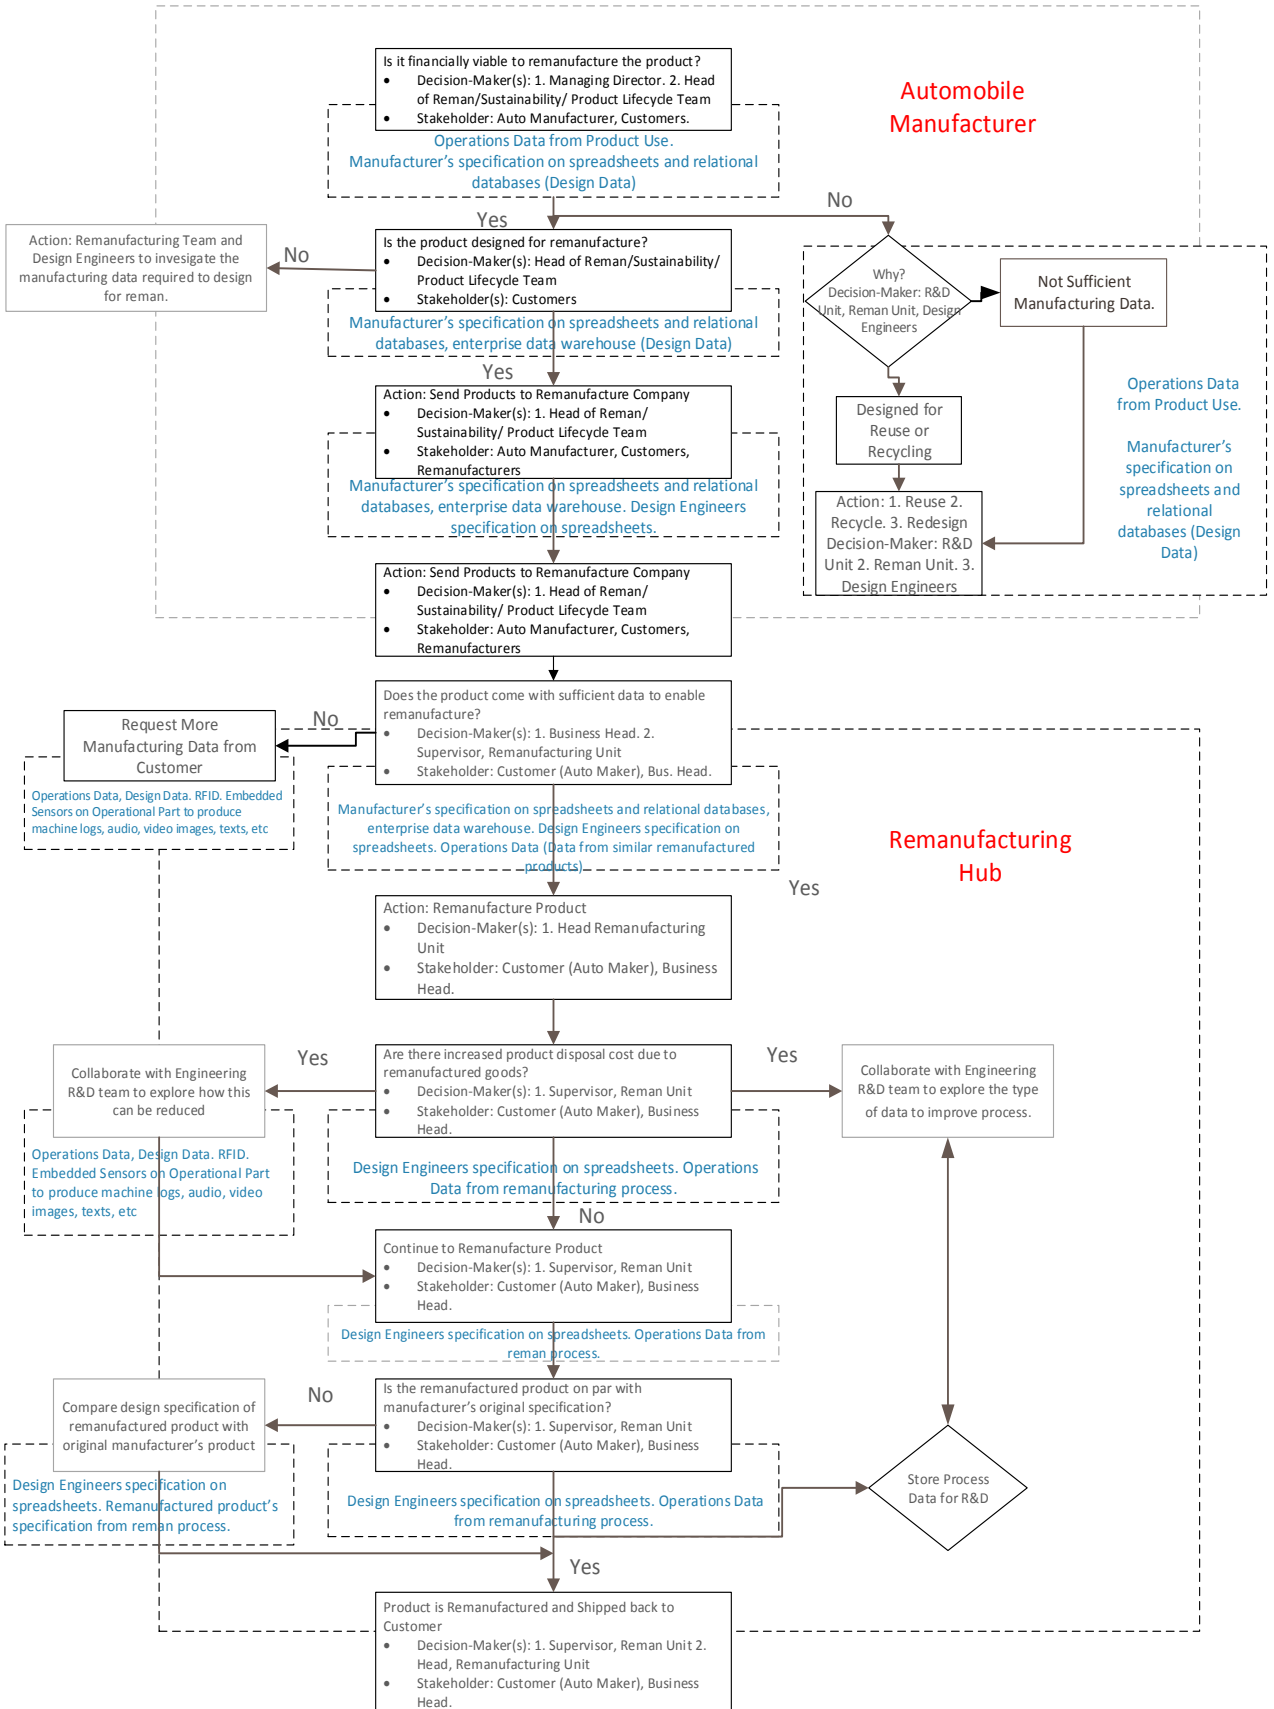 Is it financially viable to remanufacture the product?
• Decision-Maker(s): 1. Managing Director. 2. Head
of Reman/Sustainability/ Product Lifecycle Team
• Stakeholder: Auto Manufacturer, Customers.
Automobile
Manufacturer
Operations Data from Product Use.
Manufacturer's specification on spreadsheets and relational
databases (Design Data)
Yes
No
Action: Remanufacturing Team and
Design Engineers to invesigate the
manufacturing data required to design
for reman.
No
Is the product designed for remanufacture?
• Decision-Maker(s): Head of Reman/Sustainability/
Product Lifecycle Team
• Stakeholder(s): Customers
Why?
Decision-Maker: R&D
Unit, Reman Unit, Design
Engineers
Not Sufficient
Manufacturing Data.
Manufacturer's specification on spreadsheets and relational
databases, enterprise data warehouse (Design Data)
Yes
Action: Send Products to Remanufacture Company
• Decision-Maker(s): 1. Head of Reman/
Sustainability/ Product Lifecycle Team
• Stakeholder: Auto Manufacturer, Customers,
Remanufacturers
Designed for
Reuse or
Recycling
Operations Data
from Product Use.
Manufacturer's
specification on
spreadsheets and
relational
databases (Design
Data)
Manufacturer's specification on spreadsheets and relational
databases, enterprise data warehouse. Design Engineers
specification on spreadsheets.
Action: 1. Reuse 2.
Recycle. 3. Redesign
Decision-Maker: R&D
Unit 2. Reman Unit. 3.
Design Engineers
Action: Send Products to Remanufacture Company
• Decision-Maker(s): 1. Head of Reman/
Sustainability/ Product Lifecycle Team
• Stakeholder: Auto Manufacturer, Customers,
Remanufacturers
Does the product come with sufficient data to enable
remanufacture?
• Decision-Maker(s): 1. Business Head. 2.
Supervisor, Remanufacturing Unit
• Stakeholder: Customer (Auto Maker), Bus. Head.
No
Request More
Manufacturing Data from
Customer
Operations Data, Design Data. RFID. Embedded
Sensors on Operational Part to produce
machine logs, audio, video images, texts, etc
Manufacturer's specification on spreadsheets and relational databases,
enterprise data warehouse. Design Engineers specification on
spreadsheets. Operations Data (Data from similar remanufactured
products)
Remanufacturing
Hub
Yes
Action: Remanufacture Product
• Decision-Maker(s): 1. Head Remanufacturing
Unit
• Stakeholder: Customer (Auto Maker), Business
Head.
Collaborate with Engineering
R&D team to explore how this
can be reduced
Yes
Are there increased product disposal cost due to
remanufactured goods?
• Decision-Maker(s): 1. Supervisor, Reman Unit
• Stakeholder: Customer (Auto Maker), Business
Head.
Yes
Collaborate with Engineering
R&D team to explore the type
of data to improve process.
Operations Data, Design Data. RFID.
Embedded Sensors on Operational Part
to produce machine logs, audio, video
images, texts, etc
Design Engineers specification on spreadsheets. Operations
Data from remanufacturing process.
No
Continue to Remanufacture Product
• Decision-Maker(s): 1. Supervisor, Reman Unit
• Stakeholder: Customer (Auto Maker), Business
Head.
Design Engineers specification on spreadsheets. Operations Data from
reman process.
Compare design specification of
remanufactured product with
original manufacturer's product
No
Is the remanufactured product on par with
manufacturer's original specification?
• Decision-Maker(s): 1. Supervisor, Reman Unit
• Stakeholder: Customer (Auto Maker), Business
Head.
Design Engineers specification on
spreadsheets. Remanufactured product's
specification from reman process.
Design Engineers specification on spreadsheets. Operations Data
from remanufacturing process.
Store Process
Data for R&D
Yes
Product is Remanufactured and Shipped back to
Customer
• Decision-Maker(s): 1. Supervisor, Reman Unit 2.
Head, Remanufacturing Unit
• Stakeholder: Customer (Auto Maker), Business
Head.